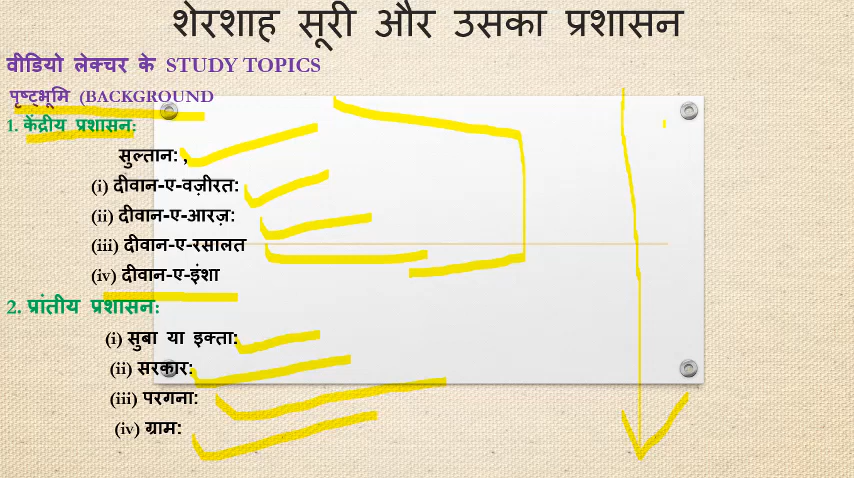 शेरशाह सूरी और उसका प्रशासन
वीडियो लेक्चर के STUDY TOPICS
पृष्ट्भूमि (BACKGROUND
1. केंद्रीय प्रशासन:
सुल्तान: ,
(i) दीवान-ए-वज़ीरत:
(ii) दीवान-ए-आरज़:
(iii) दीवान-ए-रसालत
(iv) दीवान-ए-इंशा
2. प्रांतीय प्रशासन:
(i) सुबा या इक्ता:
(ii) सरकार:
(iii) परगना:
(iv) ग्राम: